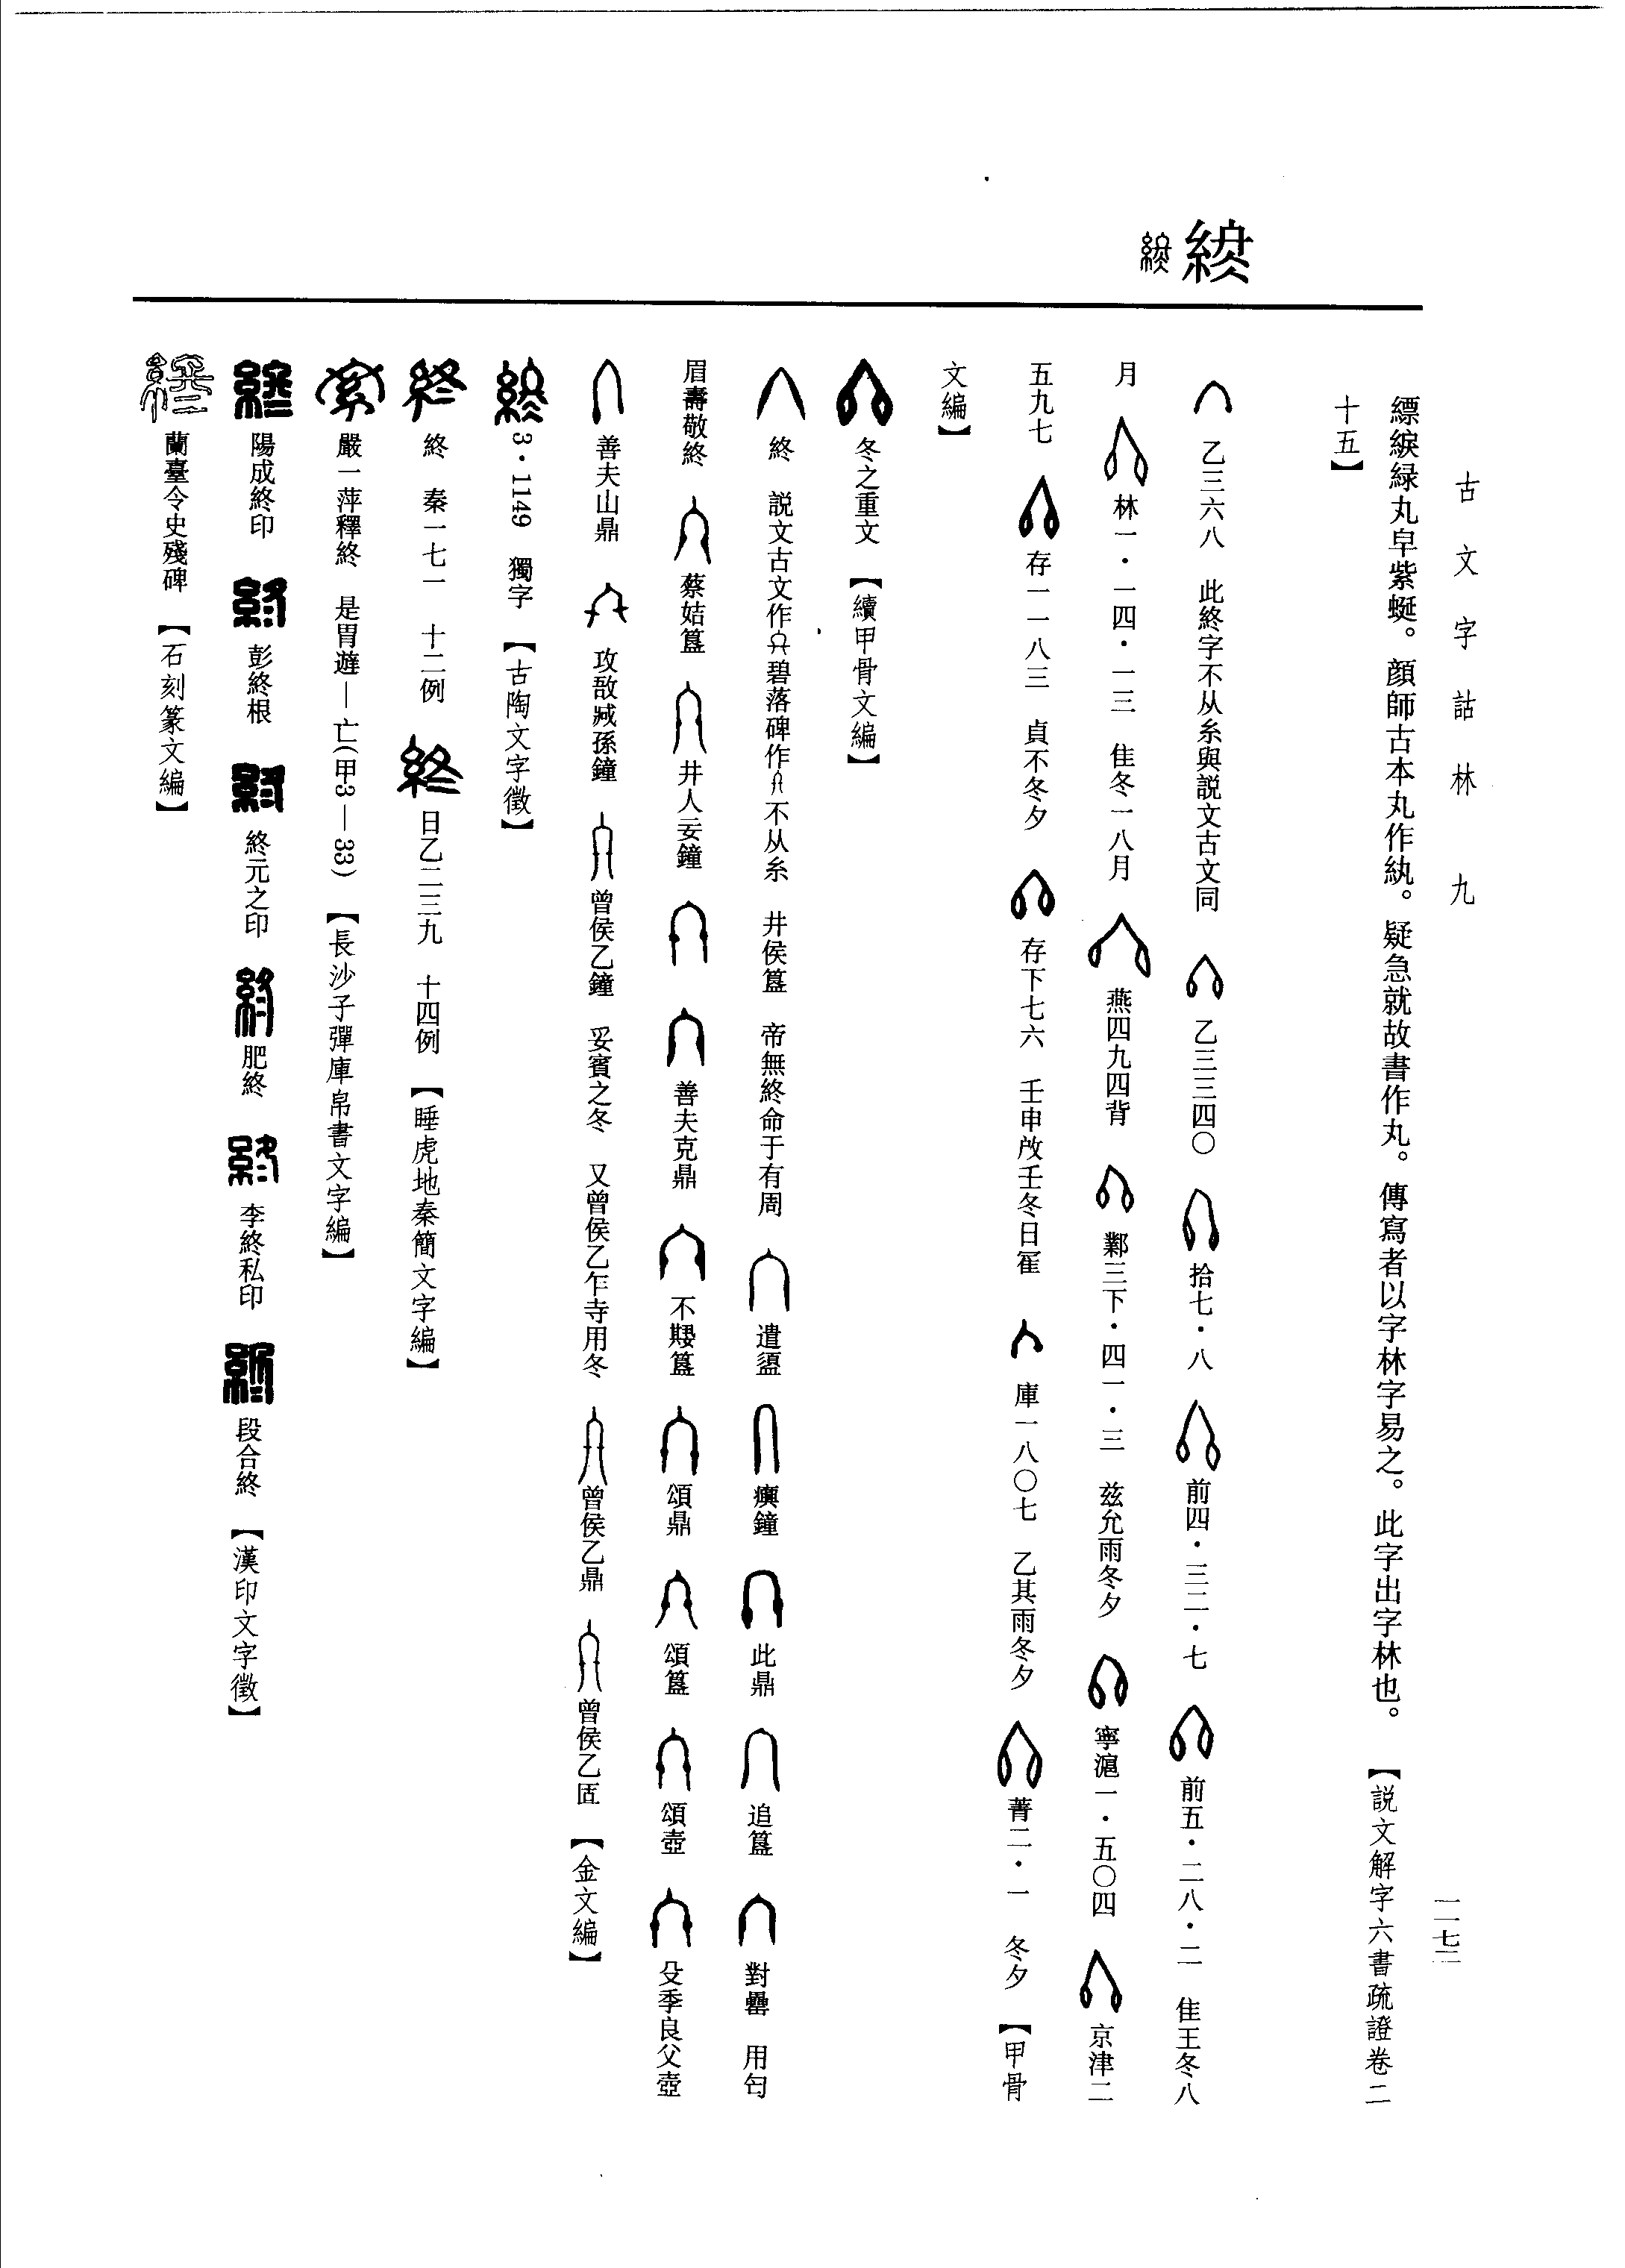 古文字詁林 九
一一七二
縹綟緑丸皁紫蜒。顔師古本丸作紈。疑急就故書作丸。傳寫者以字林字易之。此字出字林也。 【説文解字六書疏證卷二
十五】
終
乙三六八 此終字不从糸與説文古文同 乙三三四〇 拾七·八 前四·三二·七 前五·二八·二 隹王冬八
月 林一·一四·一三 隹冬一八月 燕四九四背 鄴三下·四一·三 兹允雨冬夕 寧滬一·五〇四 京津二
五九七 存一一八三 貞不冬夕 存下七六 壬申 壬冬日 庫一八〇七 乙其雨冬夕 菁二·一 冬夕 【甲骨
文編】
冬之重文 【續甲骨文編】
終 説文古文作 碧落碑作 不从糸 井侯簋 帝無終命于有周 遣盨 𤼈鐘 此鼎 追簋 對罍 用匄
眉壽敬終 蔡姞簋 井人妄鐘 善夫克鼎 不 簋 頌鼎 頌簋 頌壺 殳季良父壺
善夫山鼎 攻敔臧孫鐘 曾侯乙鐘 妥賓之冬 又曾侯乙乍寺用冬 曾侯乙鼎 曾侯乙匜 【金文編】
3·1149 獨字 【古陶文字徵】
終 秦一七一 十二例 日乙二三九 十四例 【睡虎地秦簡文字編】
嚴一萍釋終 是胃遊—亡(甲3—33) 【長沙子彈庫帛書文字編】
陽成終印 彭終根 終元之印 肥終 李終私印 段合終 【漢印文字徵】
蘭臺令史殘碑 【石刻篆文編】